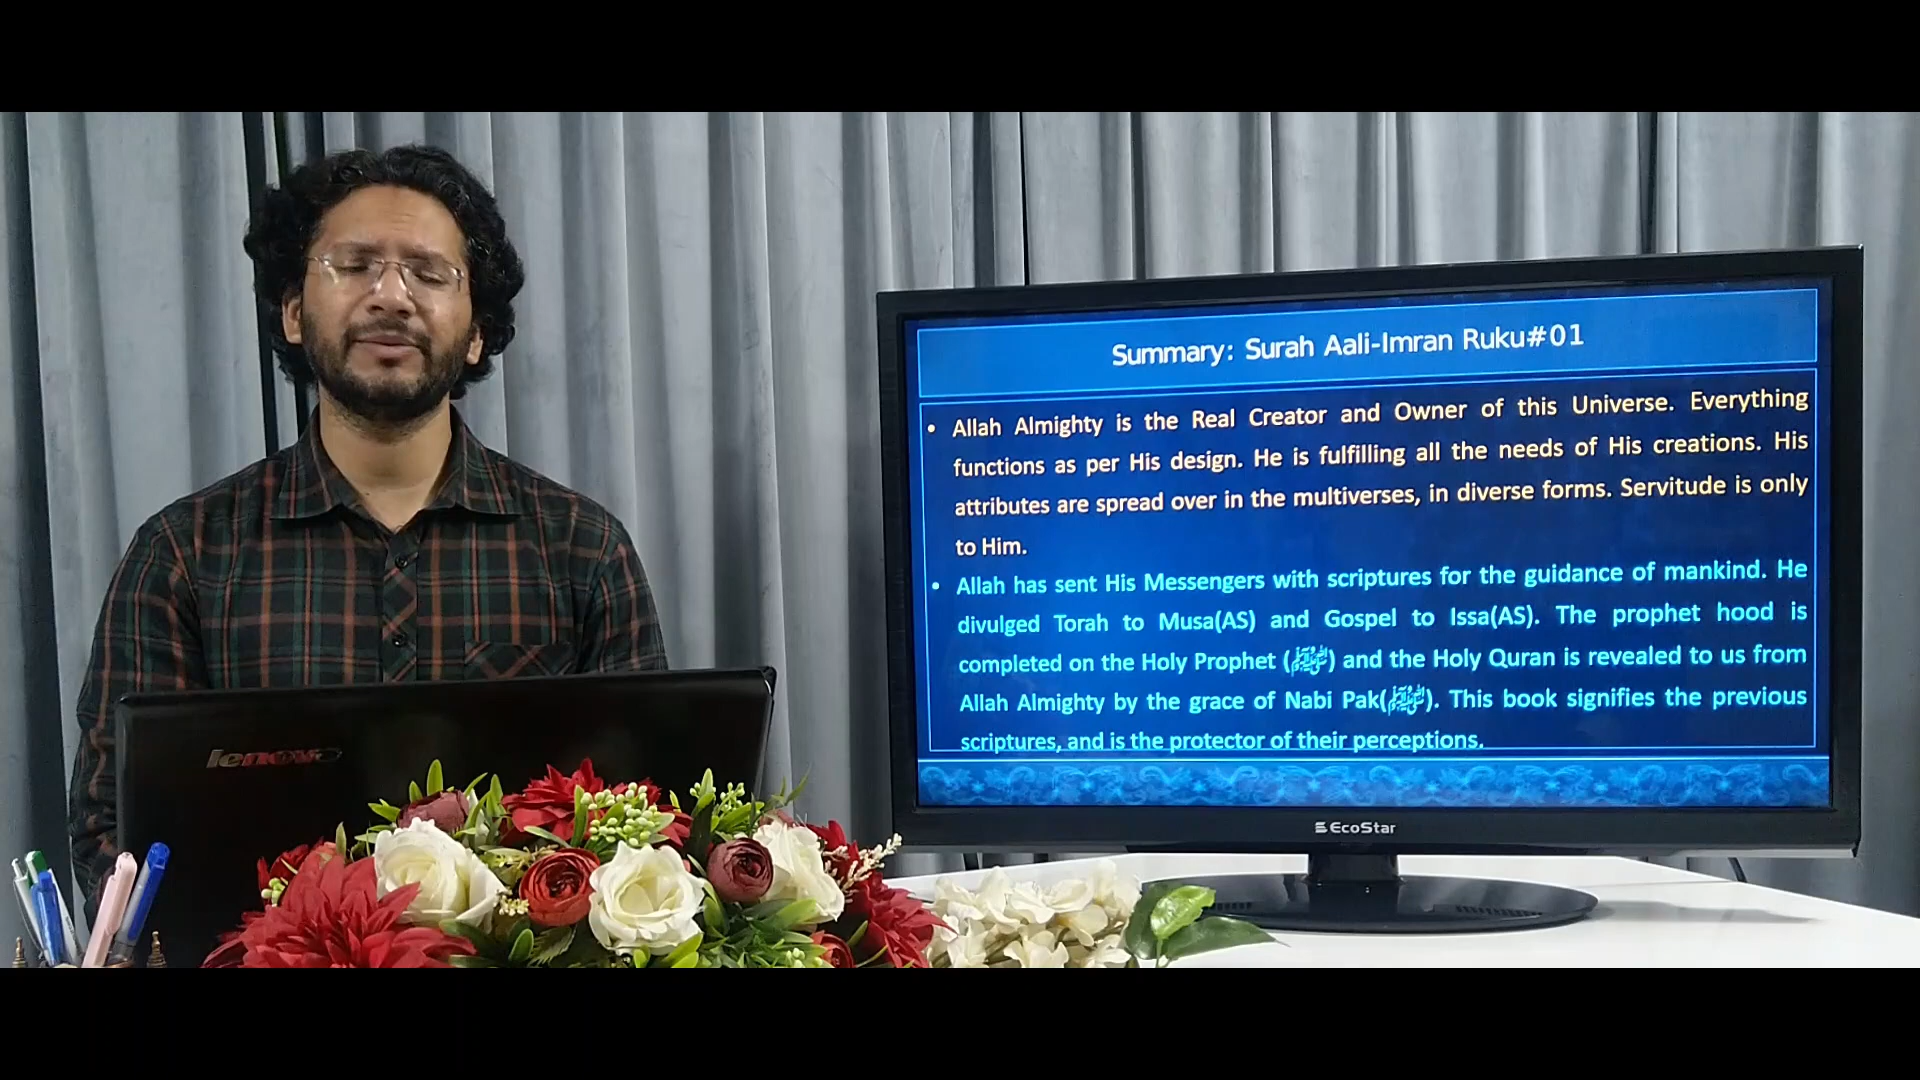 Summary: Surah Aali-Imran Ruku#01
• Allah Almighty is the Real Creator and Owner of this Universe. Everything
functions as per His design. He is fulfilling all the needs of His creations. His
attributes are spread over in the multiverses, in diverse forms. Servitude is only
to Him.
• Allah has sent His Messengers with scriptures for the guidance of mankind. He
divulged Torah to Musa(AS) and Gospel to Issa(AS). The prophet hood is
completed on the Holy Prophet (ﷺ) and the Holy Quran is revealed to us from
Allah Almighty by the grace of Nabi Pak(ﷺ). This book signifies the previous
scriptures, and is the protector of their perceptions.
lenovo
EcoStar